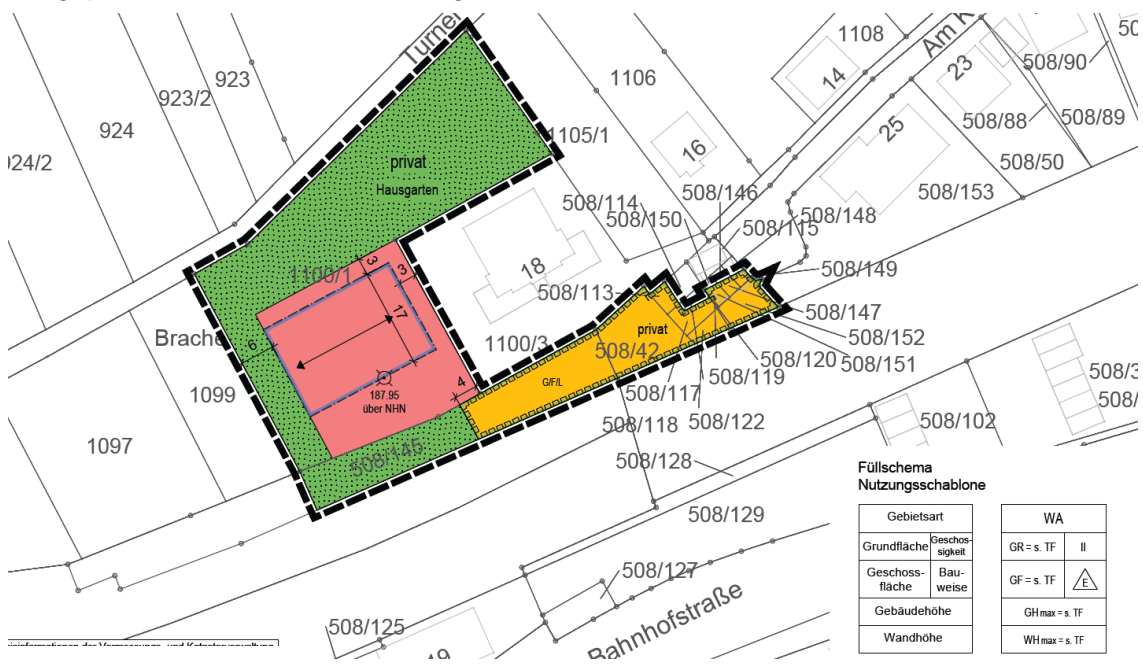 Turner
Am K
1108
14
23
508/90
508/89
508/88
923
923/2
924
924/2
1106
16
25
508/50
508/153
1105/1
privat
Hausgarten
508/146
508/114
508/150
508/148
508/115
508/149
18
508/113
1100/1
3
3
17
6
508/147
508/152
508/151
508/120
508/119
privat
508/42
1100/3
Brache
1099
G/F/L
4
187.95
über NHN
508/117
508/122
508/118
508/145
1097
508/102
508/128
508/129
508/127
508/125
19
Bahnhofstraße
Füllschema
Nutzungsschablone
Gebietsart
WA
Grundfläche
Geschos-
sigkeit
GR = s. TF
II
Geschoss-
fläche
Bau-
weise
GF = s. TF
E
Gebäudehöhe
GH max = s. TF
Wandhöhe
WH max = s. TF